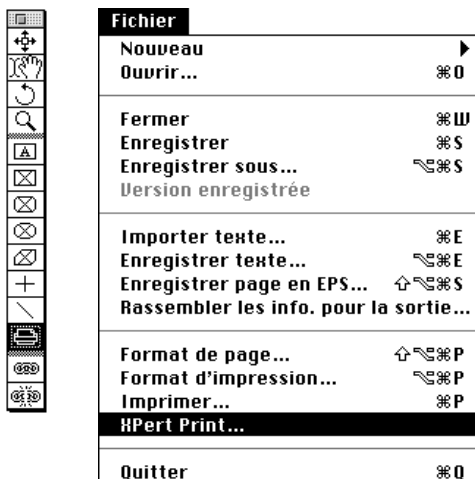 Fichier
Nouveau
Ouvrir... ⌘O
Fermer ⌘W
Enregistrer ⌘S
Enregistrer sous... ⌥⌘S
Version enregistrée
Importer texte... ⌘E
Enregistrer texte... ⌥⌘E
Enregistrer page en EPS... ⇧⌥⌘S
Rassembler les info. pour la sortie...
Format de page... ⇧⌥⌘P
Format d'impression... ⌥⌘P
Imprimer... ⌘P
XPert Print...
Quitter ⌘Q
A